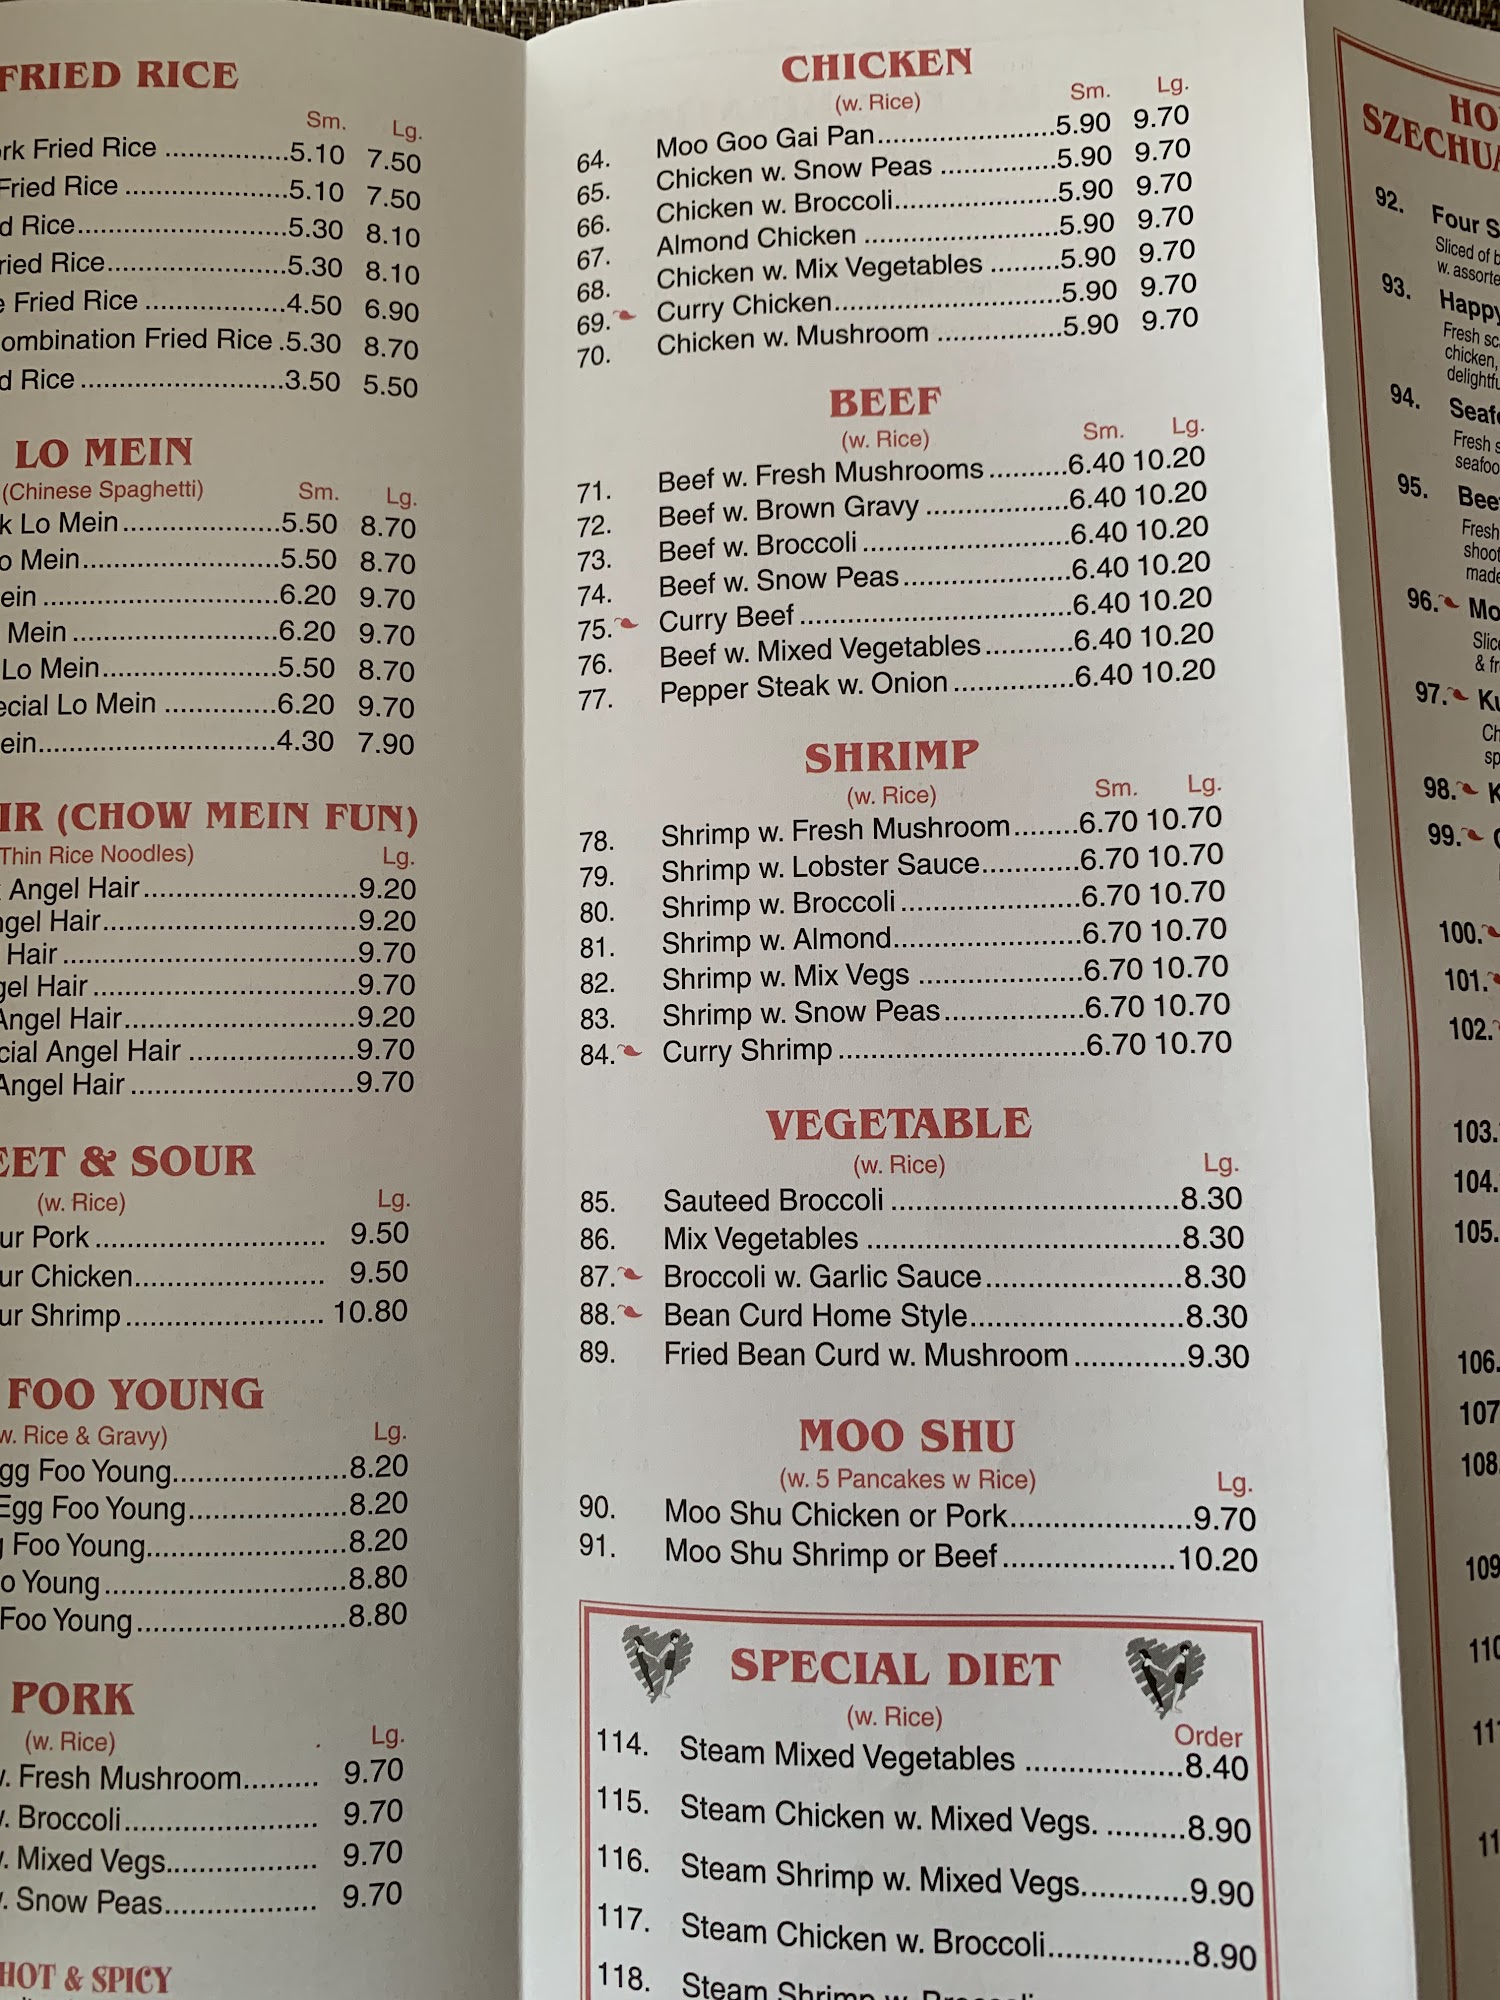 FRIED RICE
Sm. Lg.
Fried Rice ................5.10 7.50
Fried Rice .....................5.10 7.50
Rice...........................5.30 8.10
Rice.......................5.30 8.10
Fried Rice ..................4.50 6.90
Fried Rice .5.30 8.70
Rice ..........................3.50 5.50
LO MEIN
(Chinese Spaghetti) Sm. Lg.
Lo Mein....................5.50 8.70
Mein.........................5.50 8.70
..............................6.20 9.70
Mein ..........................6.20 9.70
Lo Mein......................5.50 8.70
Lo Mein ..............6.20 9.70
..............................4.30 7.90
(CHOW MEIN FUN)
Thin Rice Noodles) Lg.
Angel Hair...........................9.20
Hair................................9.20
Hair .....................................9.70
Hair .................................9.70
Angel Hair.............................9.20
Angel Hair .....................9.70
Angel Hair ............................9.70
& SOUR
(w. Rice) Lg.
Pork ............................. 9.50
Chicken........................ 9.50
Shrimp ......................... 10.80
FOO YOUNG
w. Rice & Gravy) Lg.
Foo Young......................8.20
Egg Foo Young....................8.20
Foo Young.........................8.20
Young..............................8.80
Foo Young..........................8.80
PORK
(w. Rice) Lg.
Fresh Mushroom......... 9.70
Broccoli......................... 9.70
Mixed Vegs................... 9.70
Snow Peas.................... 9.70
HOT & SPICY
CHICKEN
(w. Rice) Sm. Lg.
64. Moo Goo Gai Pan.......................5.90 9.70
65. Chicken w. Snow Peas ...............5.90 9.70
66. Chicken w. Broccoli.....................5.90 9.70
67. Almond Chicken .........................5.90 9.70
68. Chicken w. Mix Vegetables .........5.90 9.70
69. Curry Chicken.............................5.90 9.70
70. Chicken w. Mushroom ................5.90 9.70
BEEF
(w. Rice) Sm. Lg.
71. Beef w. Fresh Mushrooms..........6.40 10.20
72. Beef w. Brown Gravy ..................6.40 10.20
73. Beef w. Broccoli ..........................6.40 10.20
74. Beef w. Snow Peas.....................6.40 10.20
75. Curry Beef ..................................6.40 10.20
76. Beef w. Mixed Vegetables...........6.40 10.20
77. Pepper Steak w. Onion ...............6.40 10.20
SHRIMP
(w. Rice) Sm. Lg.
78. Shrimp w. Fresh Mushroom........6.70 10.70
79. Shrimp w. Lobster Sauce............6.70 10.70
80. Shrimp w. Broccoli ......................6.70 10.70
81. Shrimp w. Almond.......................6.70 10.70
82. Shrimp w. Mix Vegs ....................6.70 10.70
83. Shrimp w. Snow Peas.................6.70 10.70
84. Curry Shrimp ..............................6.70 10.70
VEGETABLE
(w. Rice) Lg.
85. Sauteed Broccoli ....................................8.30
86. Mix Vegetables .......................................8.30
87. Broccoli w. Garlic Sauce.........................8.30
88. Bean Curd Home Style...........................8.30
89. Fried Bean Curd w. Mushroom ..............9.30
MOO SHU
(w. 5 Pancakes w Rice) Lg.
90. Moo Shu Chicken or Pork.......................9.70
91. Moo Shu Shrimp or Beef .....................10.20
SPECIAL DIET
(w. Rice) Order
114. Steam Mixed Vegetables ...................8.40
115. Steam Chicken w. Mixed Vegs. .........8.90
116. Steam Shrimp w. Mixed Vegs............9.90
117. Steam Chicken w. Broccoli................8.90
118. Steam Shrimp w. Broccoli
92. Four
Sliced of
w.
93. Happy
Fresh
chicken,
94.
Fresh
95.
Fresh
96.
97.
98.
99.
100.
101.
102.
103.
104.
105.
106.
107
108.
109
110